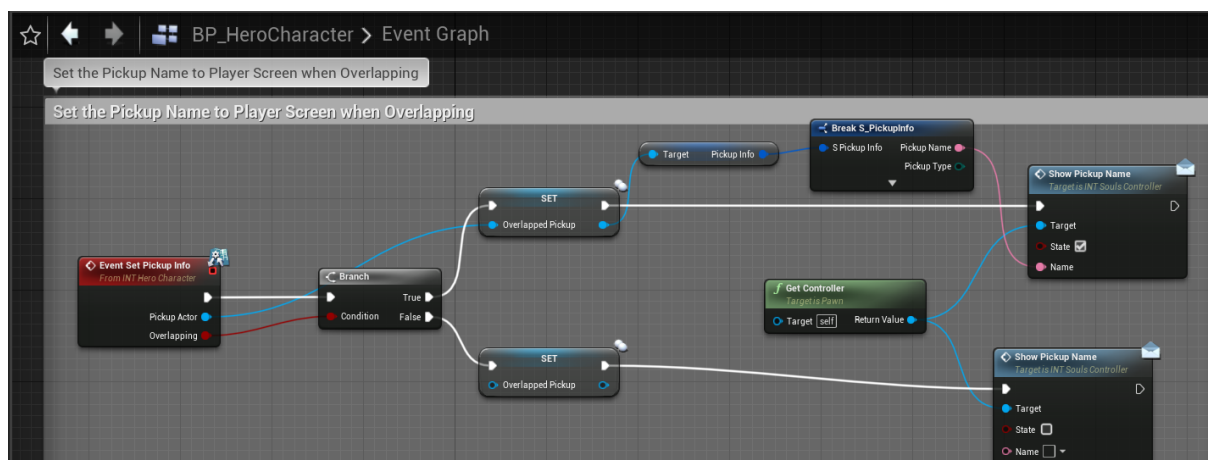 BP_HeroCharacter > Event Graph
Set the Pickup Name to Player Screen when Overlapping
Set the Pickup Name to Player Screen when Overlapping
Break S_PickupInfo
S Pickup Info Pickup Name
Pickup Type
Target Pickup Info
Show Pickup Name
Target is INT Souls Controller
Target
State
Name
SET
Overlapped Pickup
Event Set Pickup Info
From INT Hero Character
Pickup Actor
Overlapping
Branch
True
Condition False
Get Controller
Target is Pawn
Target self Return Value
SET
Overlapped Pickup
Show Pickup Name
Target is INT Souls Controller
Target
State
Name